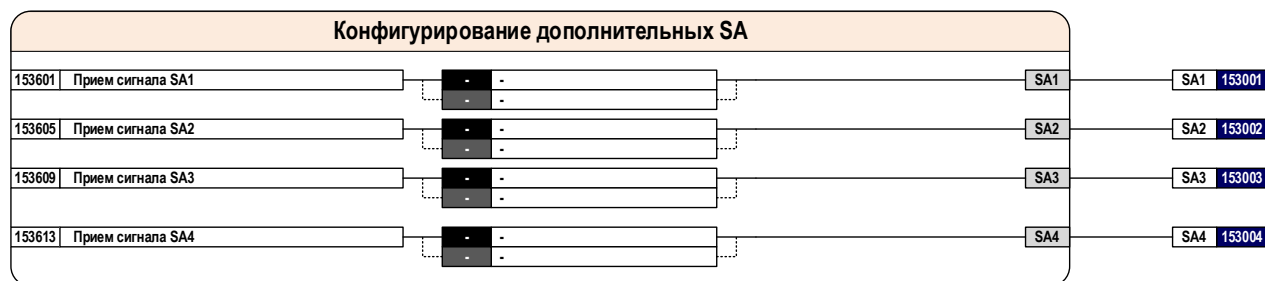 Конфигурирование дополнительных SA
153601 Прием сигнала SA1 - - SA1 SA1 153001
- -
153605 Прием сигнала SA2 - - SA2 SA2 153002
- -
153609 Прием сигнала SA3 - - SA3 SA3 153003
- -
153613 Прием сигнала SA4 - - SA4 SA4 153004
- -